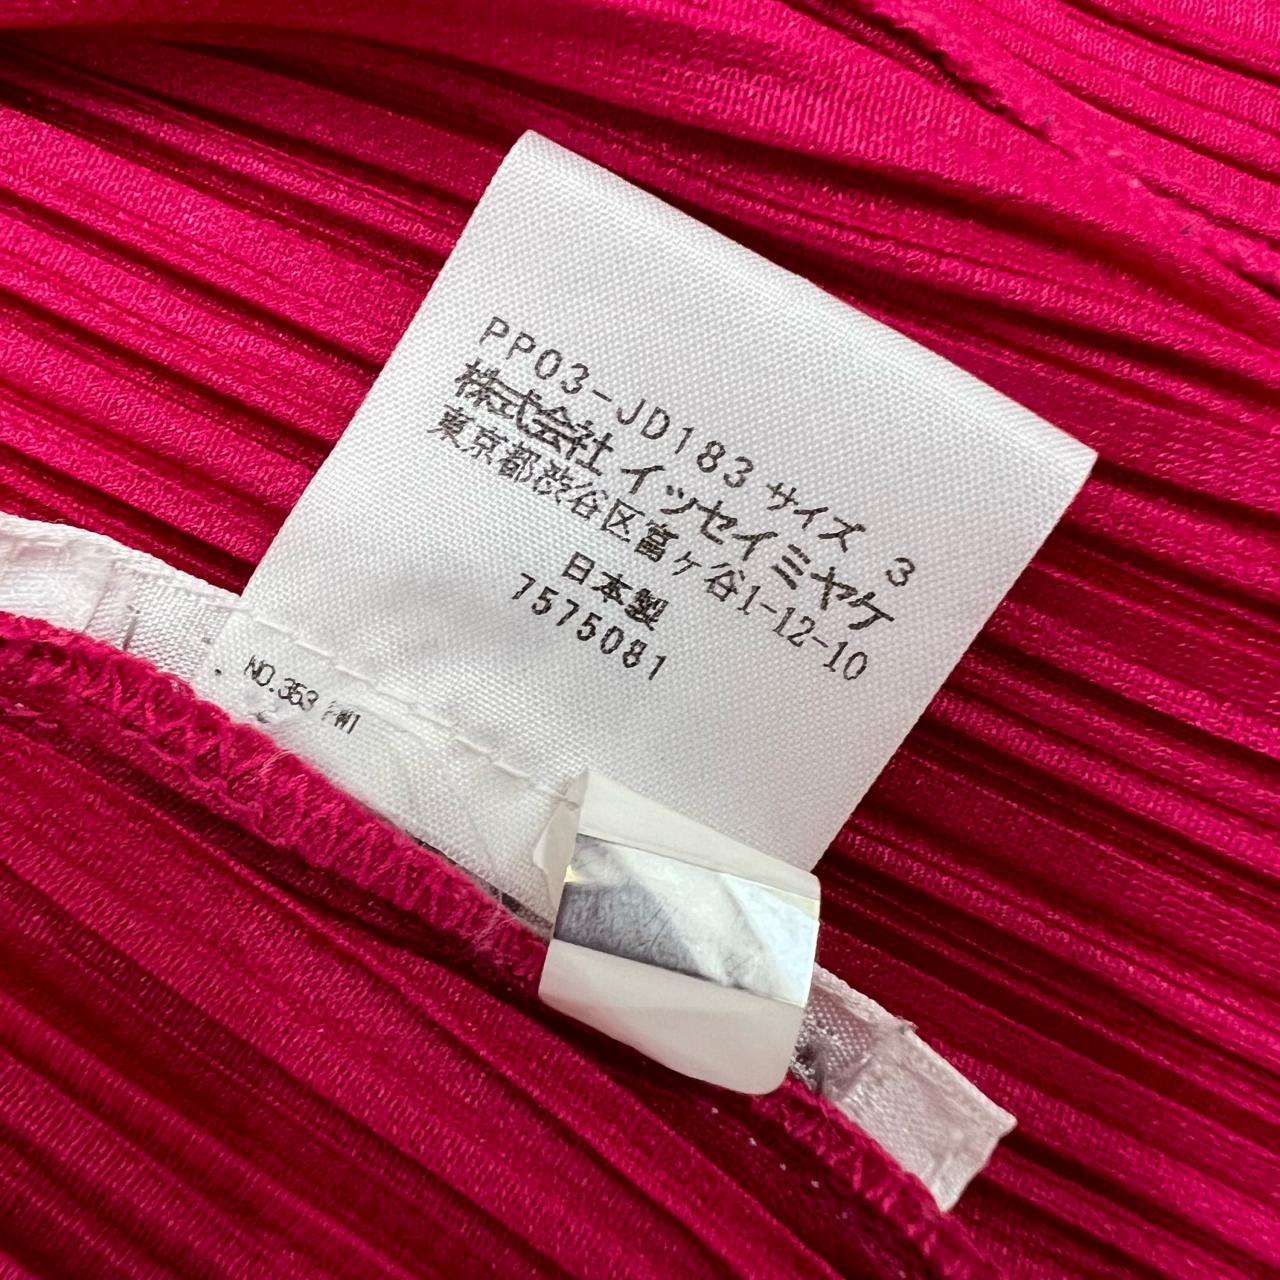 PP03-JD183 サイズ 3
株式会社 イッセイミヤケ
東京都渋谷区富ヶ谷1-12-10
日本製
7575081
NO.353